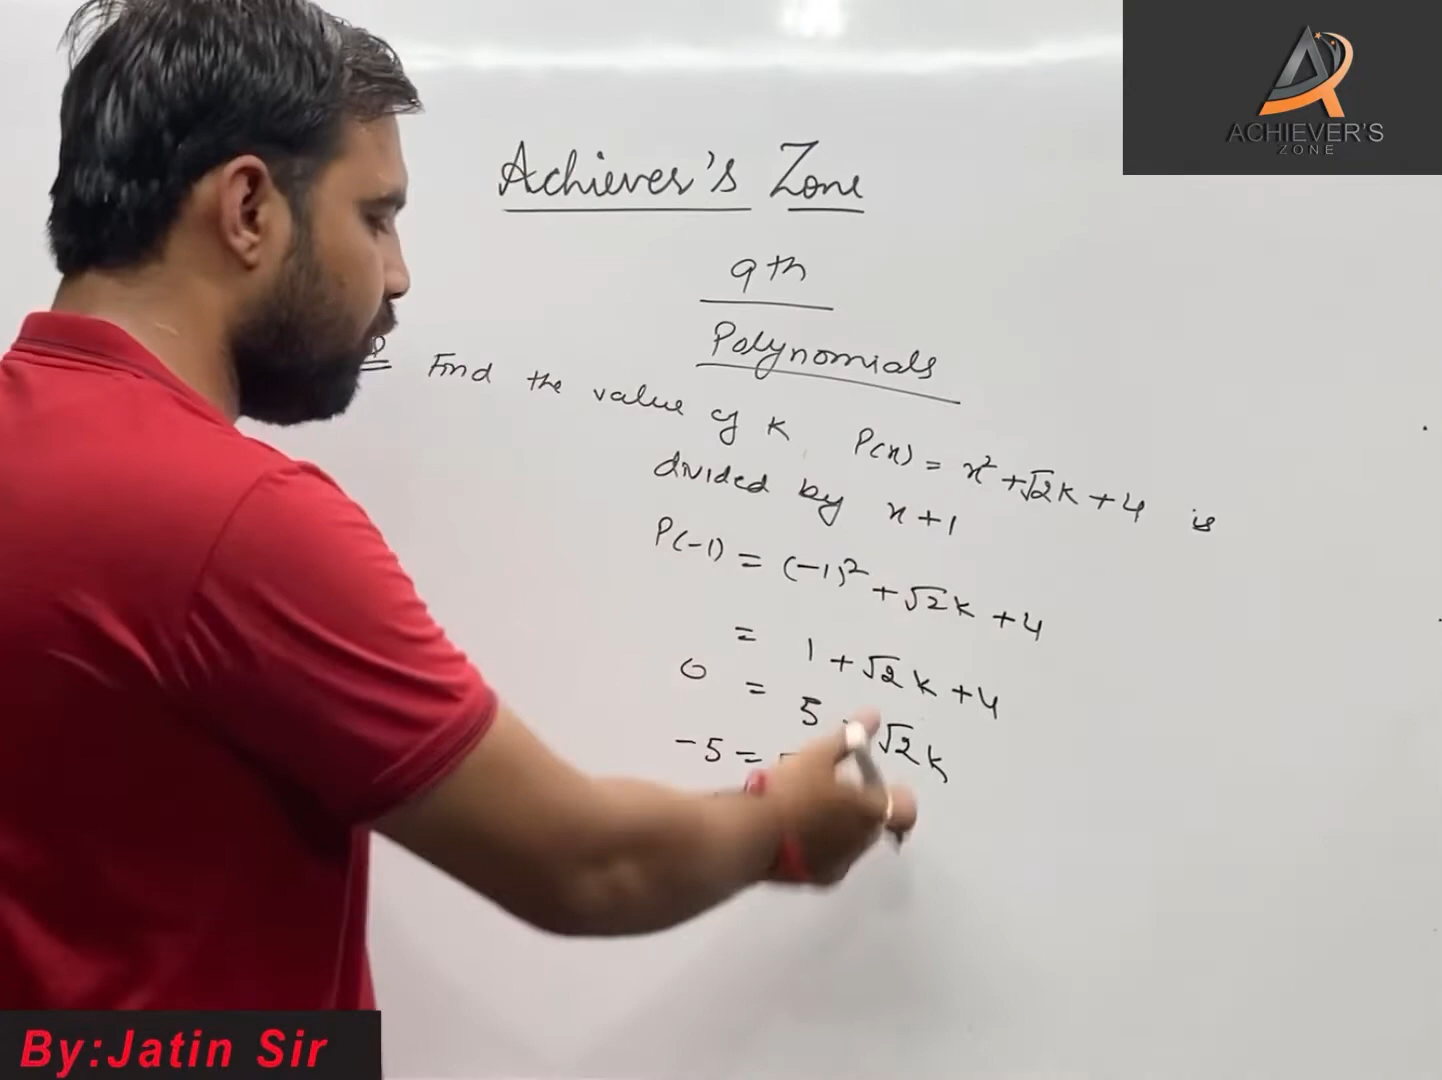 ACHIEVER'S
ZONE
Achiever's Zone
9th
Polynomials
Find the value of K P(x) = x² + √2K + 4 is
divided by x + 1
P(-1) = (-1)² + √2K + 4
= 1 + √2K + 4
0 = 5 √2K
-5 =
By:Jatin Sir